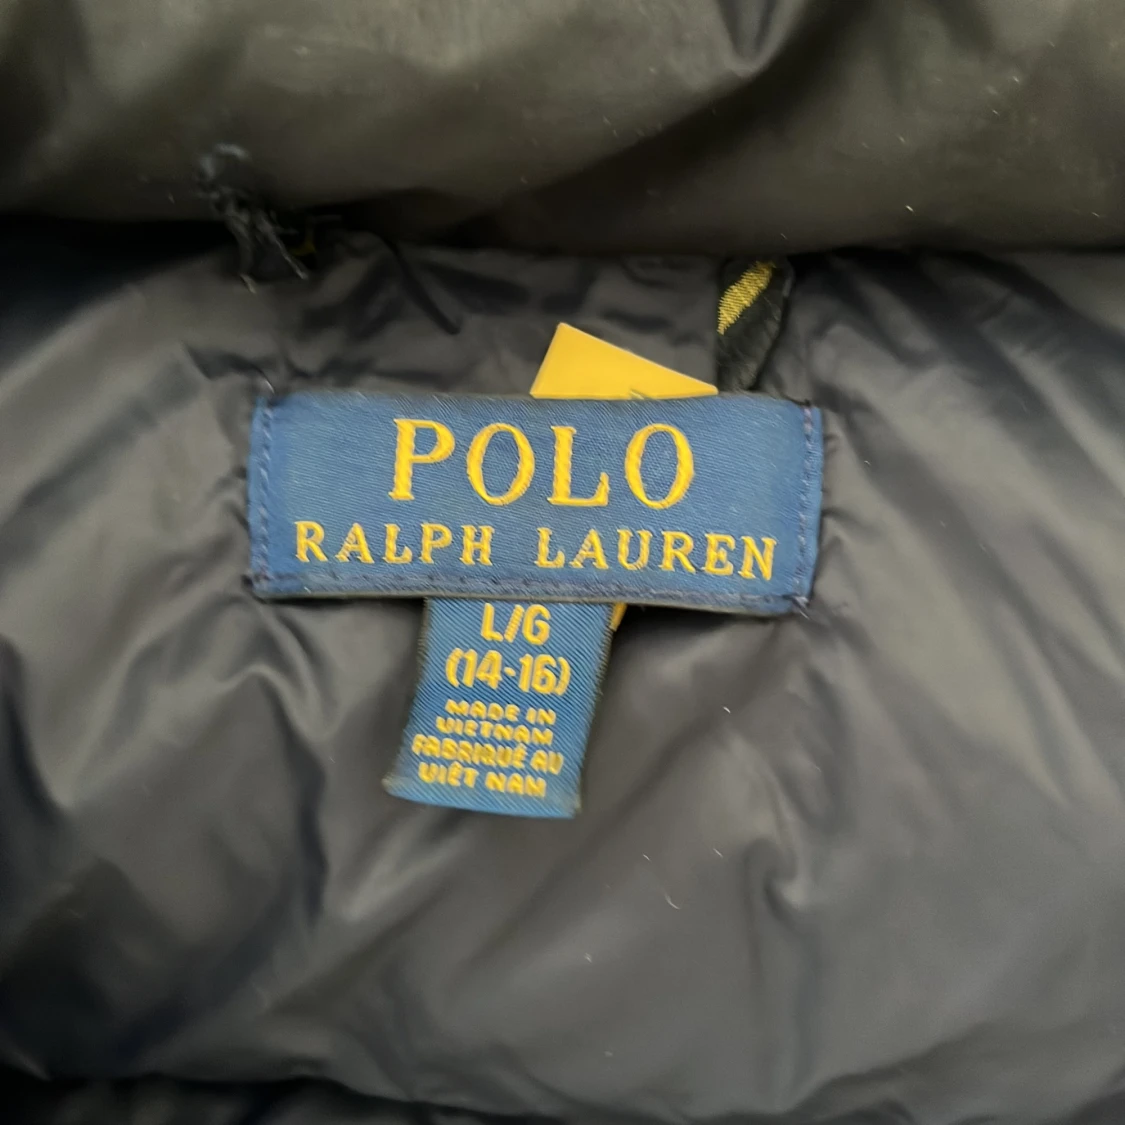 POLO
RALPH LAUREN
L/G
(14-16)
MADE IN
VIETNAM
FABRIQUÉ AU
VIÊT NAM